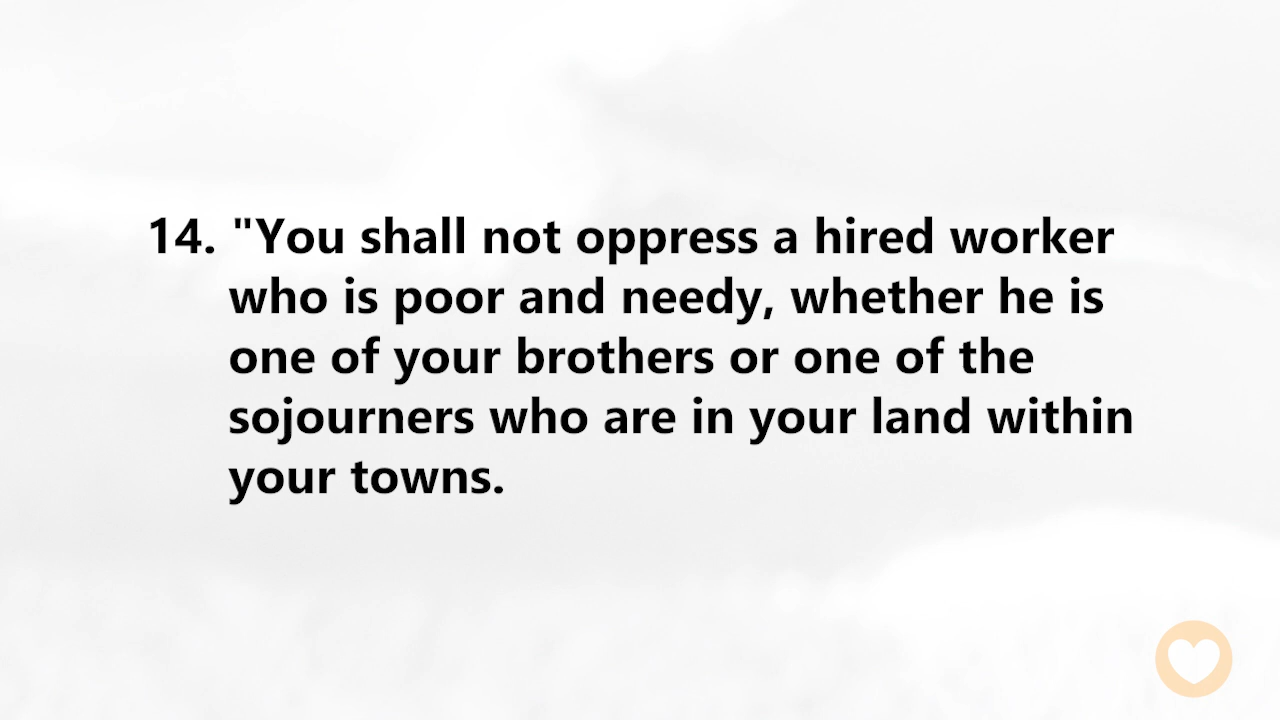 14. "You shall not oppress a hired worker
who is poor and needy, whether he is
one of your brothers or one of the
sojourners who are in your land within
your towns.